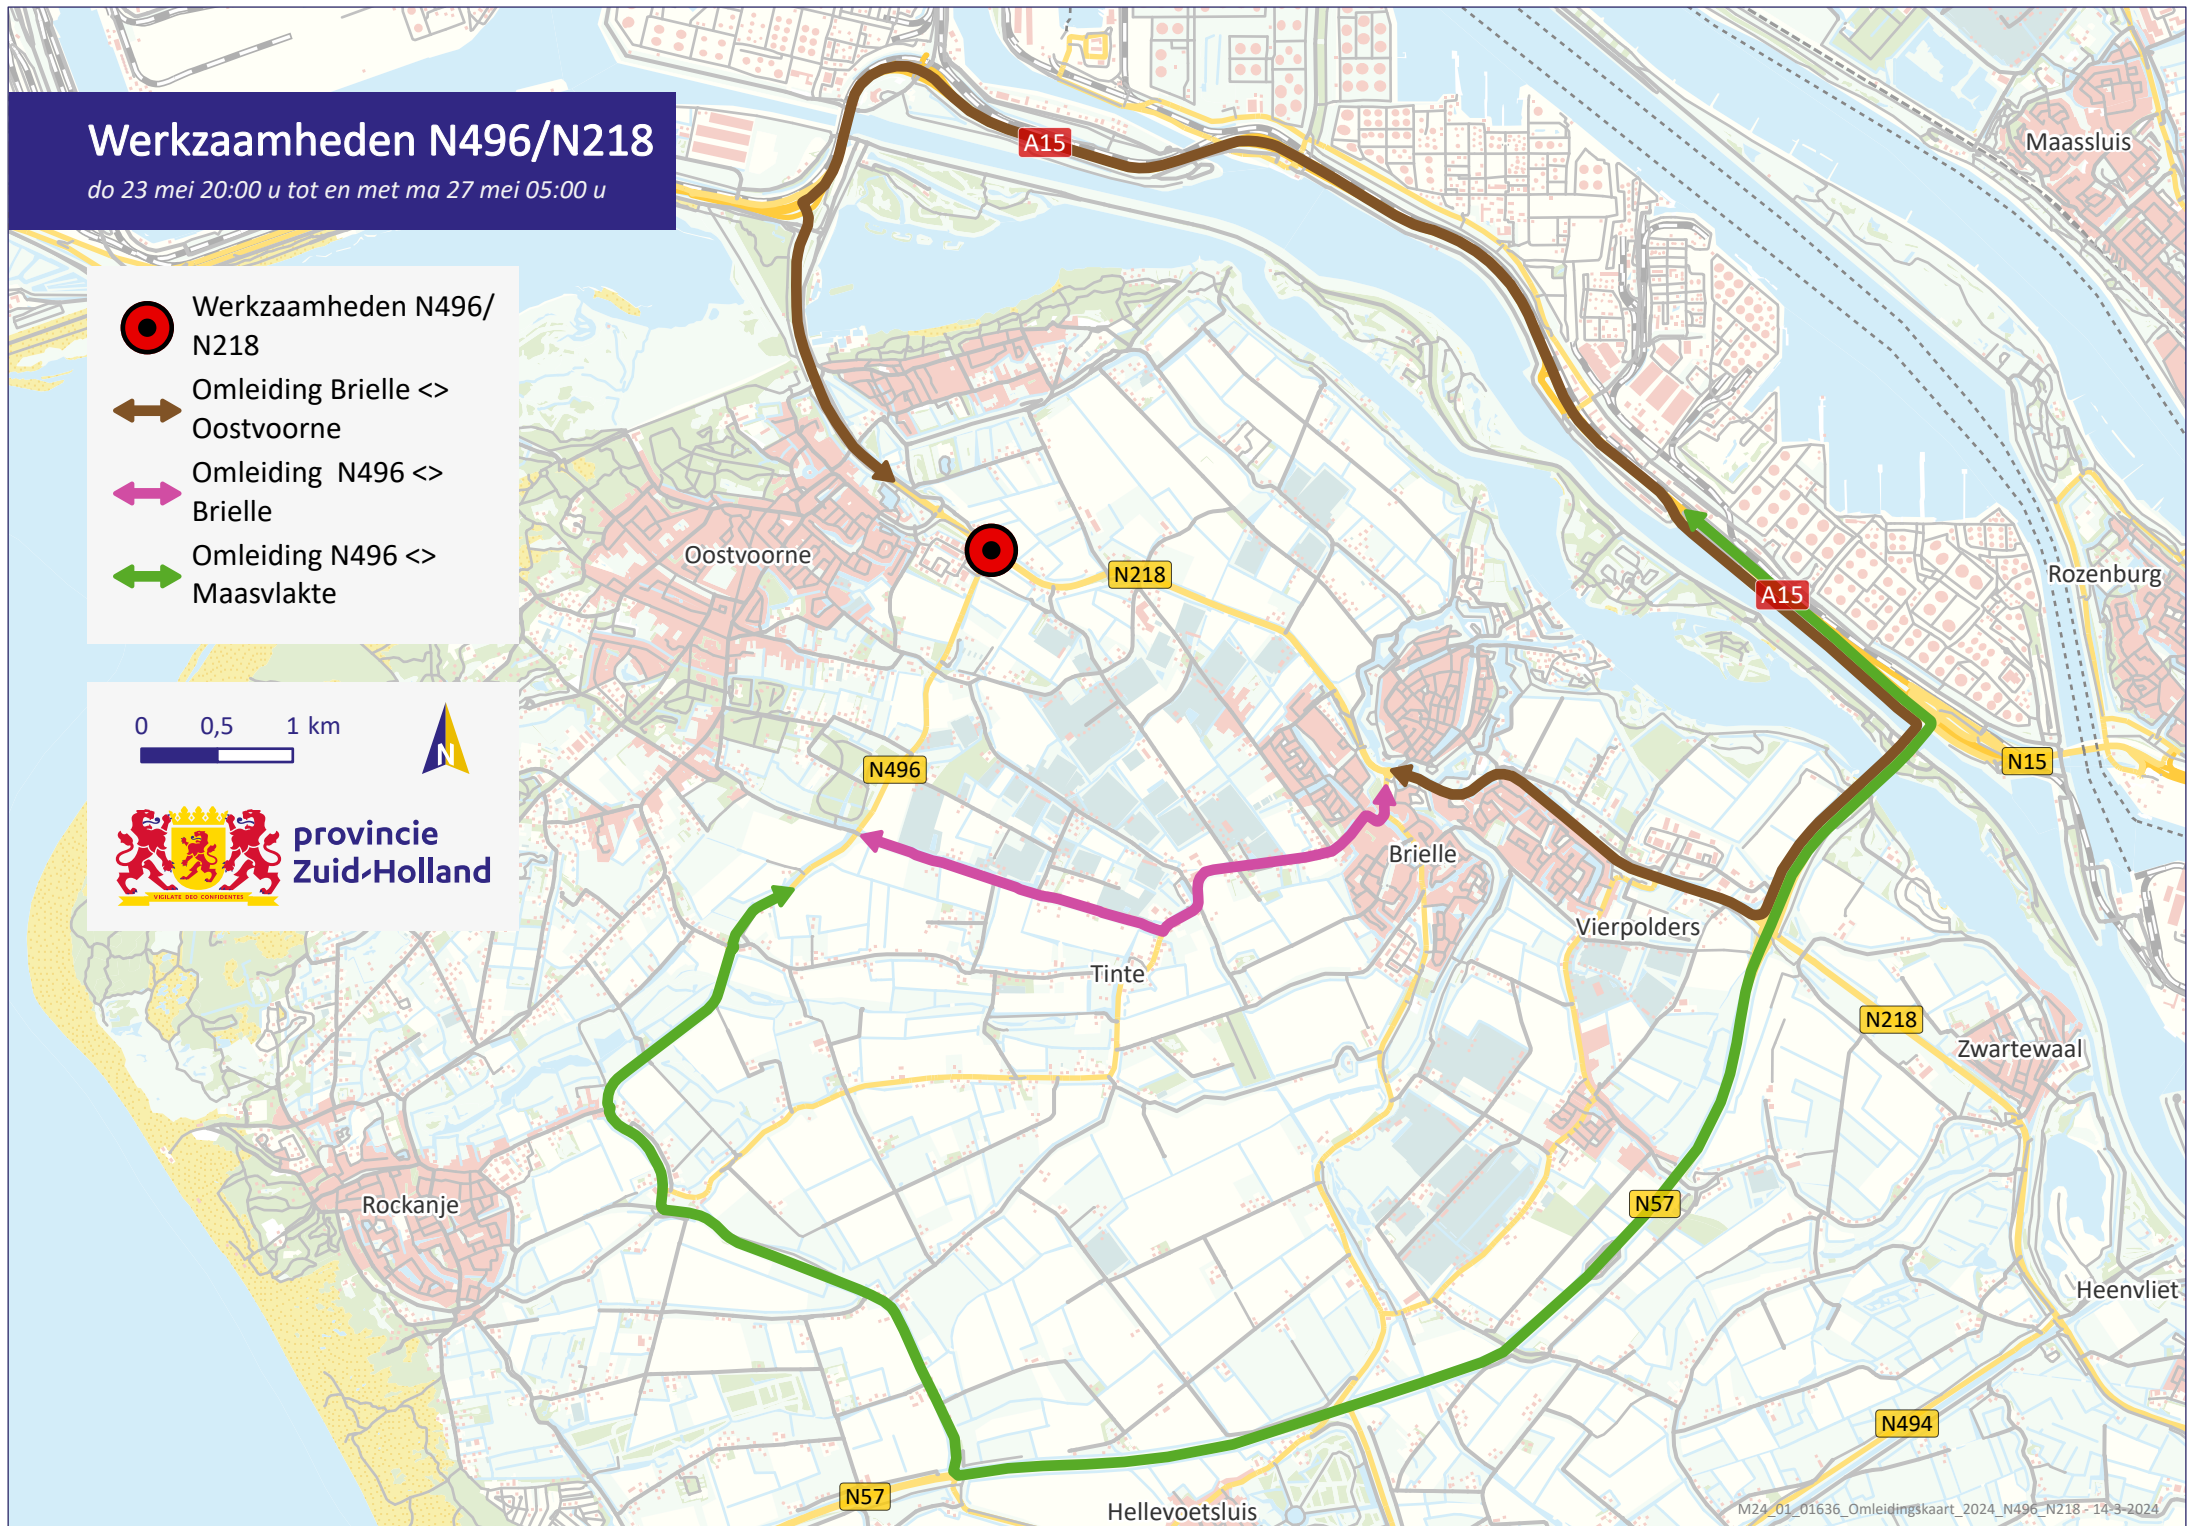 Werkzaamheden N496/N218
do 23 mei 20:00 u tot en met ma 27 mei 05:00 u
Werkzaamheden N496/
N218
Omleiding Brielle <>
Oostvoorne
Omleiding  N496 <>
Brielle
Omleiding N496 <>
Maasvlakte
0 0,5 1 km
N
provincie
Zuid-Holland
VIGILATE DEO CONFIDENTES
A15
Maassluis
Oostvoorne
N218
A15
Rozenburg
N496
N15
Brielle
Vierpolders
Tinte
N218
Zwartewaal
Rockanje
N57
Heenvliet
N494
N57
Hellevoetsluis
M24_01_01636_Omleidingskaart_2024_N496_N218 - 14-3-2024